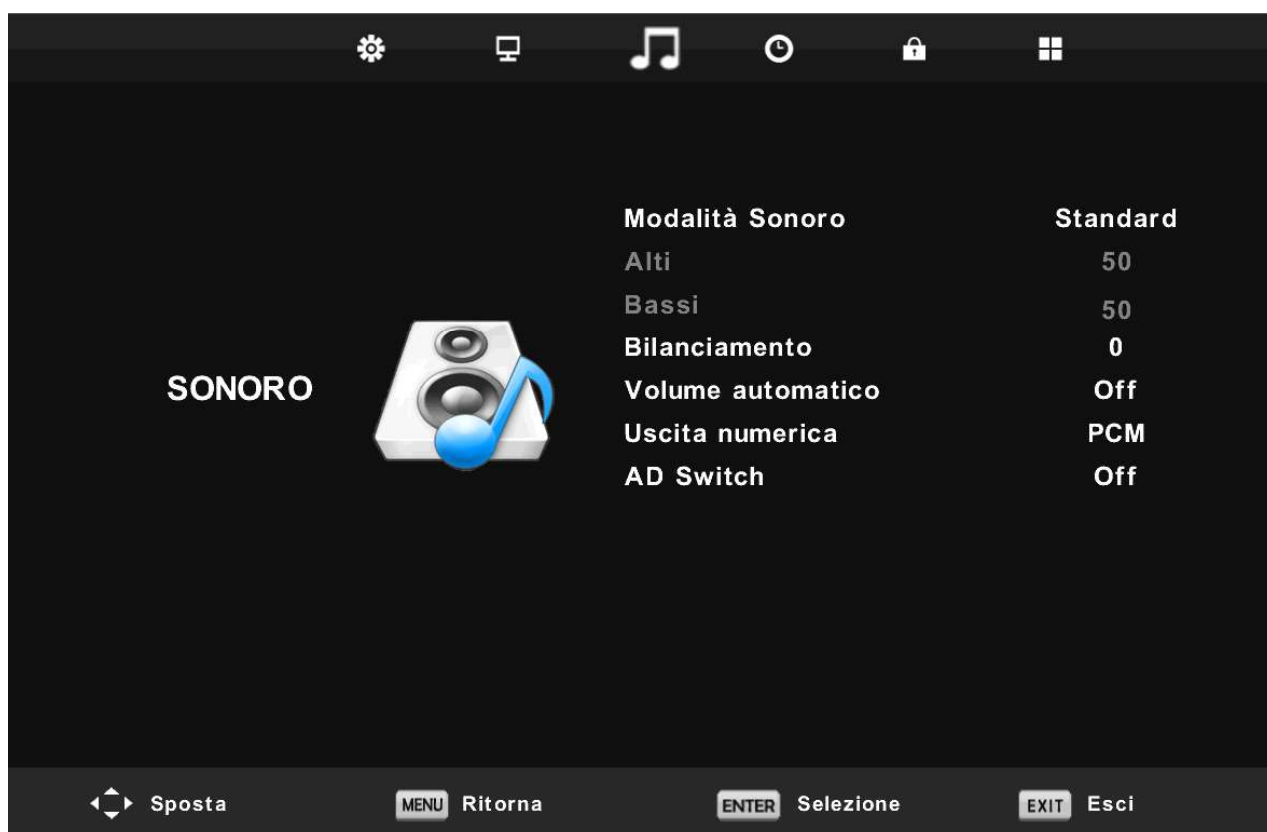 Modalità Sonoro Standard
Alti 50
Bassi 50
Bilanciamento 0
SONORO
Volume automatico Off
Uscita numerica PCM
AD Switch Off
Sposta MENU Ritorna ENTER Selezione EXIT Esci